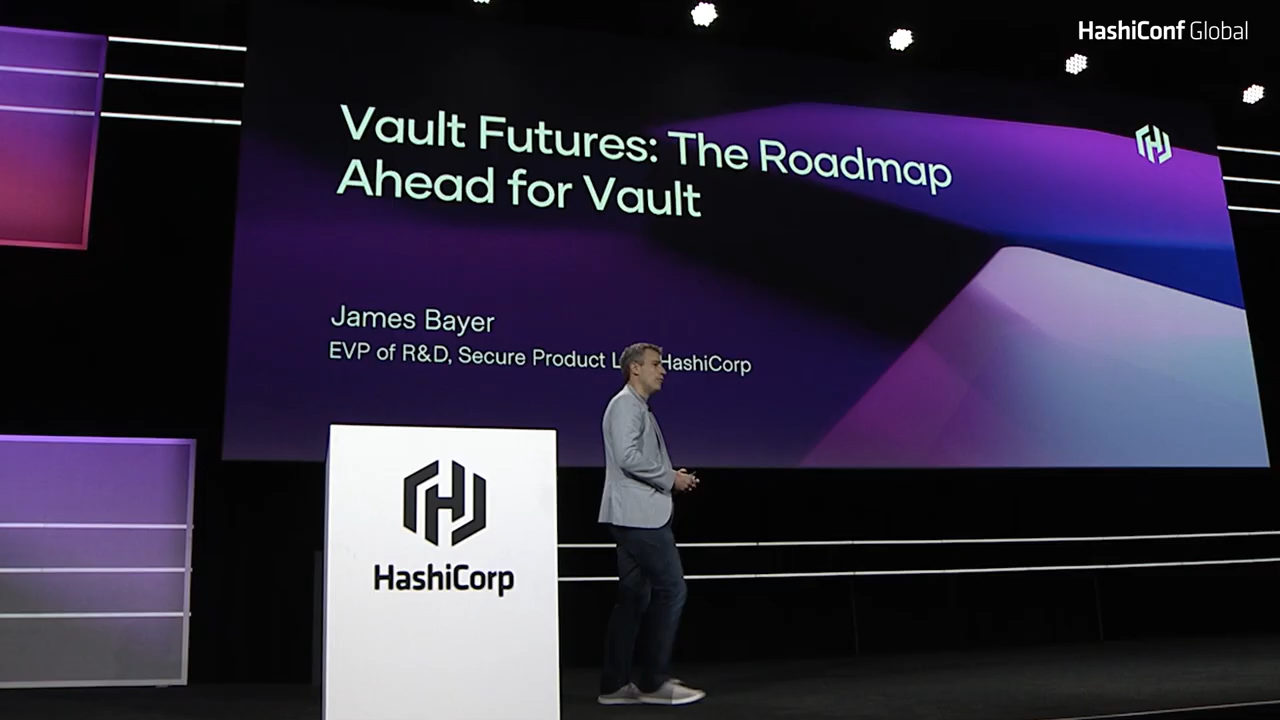 HashiConf Global
Vault Futures: The Roadmap
Ahead for Vault
James Bayer
EVP of R&D, Secure Product HashiCorp
HashiCorp